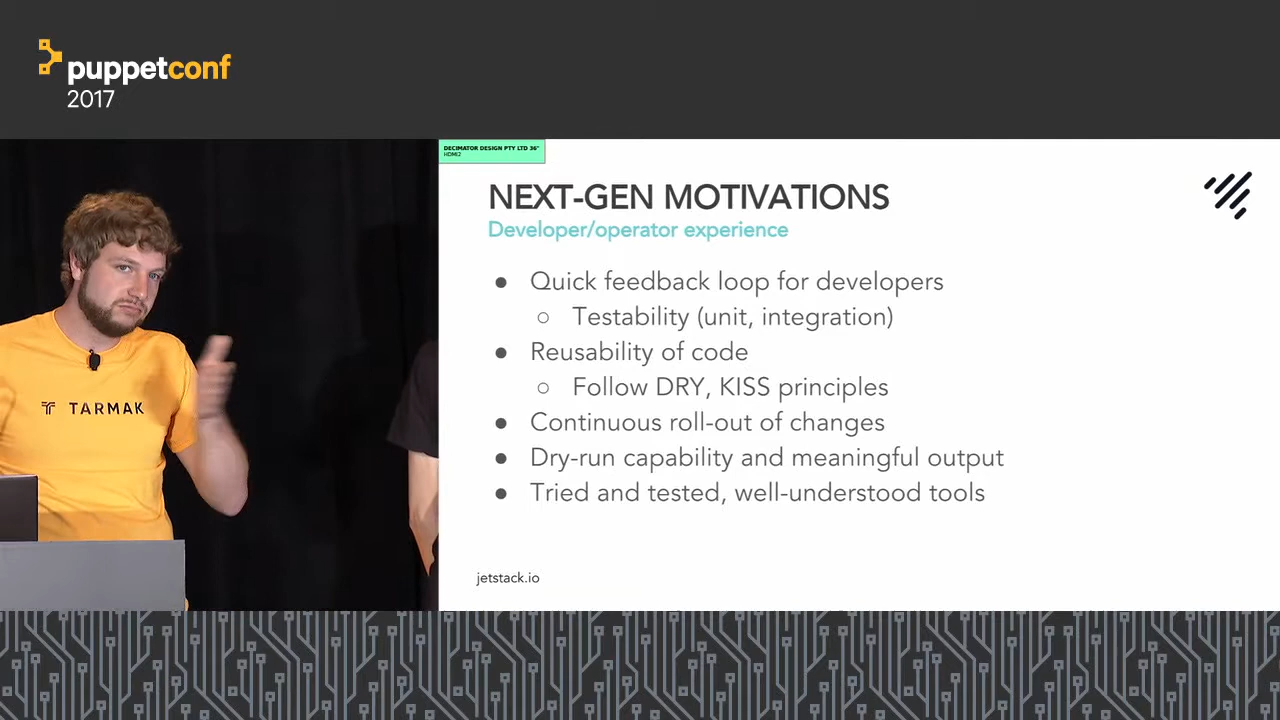 puppetconf
2017
DECIMATOR DESIGN PTY LTD 36"
HDMI2
NEXT-GEN MOTIVATIONS
Developer/operator experience
● Quick feedback loop for developers
○ Testability (unit, integration)
● Reusability of code
○ Follow DRY, KISS principles
● Continuous roll-out of changes
● Dry-run capability and meaningful output
● Tried and tested, well-understood tools
TARMAK
jetstack.io